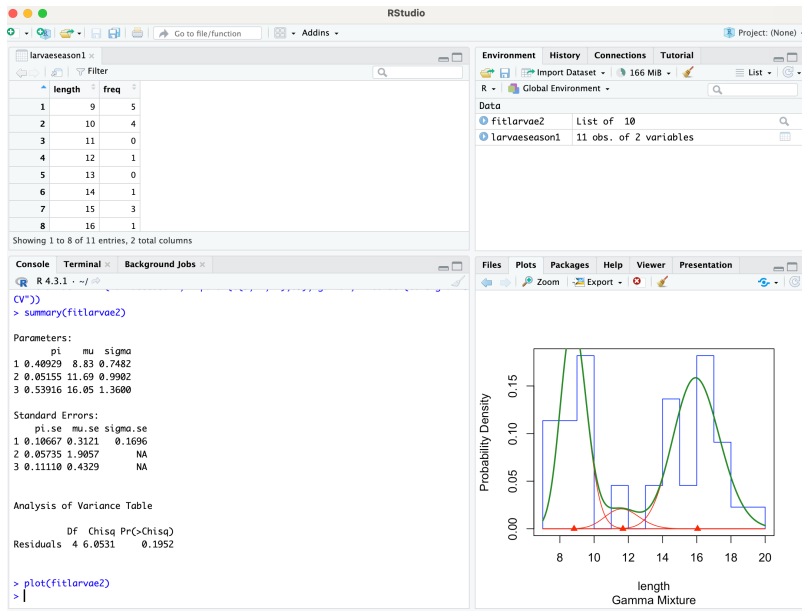 RStudio
Go to file/function
Addins
Project: (None)
larvaeseason1
Filter
length freq
1 9 5
2 10 4
3 11 0
4 12 1
5 13 0
6 14 1
7 15 3
8 16 1
Showing 1 to 8 of 11 entries, 2 total columns
Environment History Connections Tutorial
Import Dataset 166 MiB List
R Global Environment
Data
fitlarvae2 List of 10
larvaeseason1 11 obs. of 2 variables
Console Terminal Background Jobs
R 4.3.1 · ~/
CV"))
> summary(fitlarvae2)
Parameters:
pi mu sigma
1 0.40929 8.83 0.7482
2 0.05155 11.69 0.9902
3 0.53916 16.05 1.3600
Standard Errors:
pi.se mu.se sigma.se
1 0.10667 0.3121 0.1696
2 0.05735 1.9057 NA
3 0.11110 0.4329 NA
Analysis of Variance Table
Df Chisq Pr(>Chisq)
Residuals 4 6.0531 0.1952
> plot(fitlarvae2)
>
Files Plots Packages Help Viewer Presentation
Zoom Export
Probability Density
0.15
0.10
0.05
0.00
8 10 12 14 16 18 20
length
Gamma Mixture